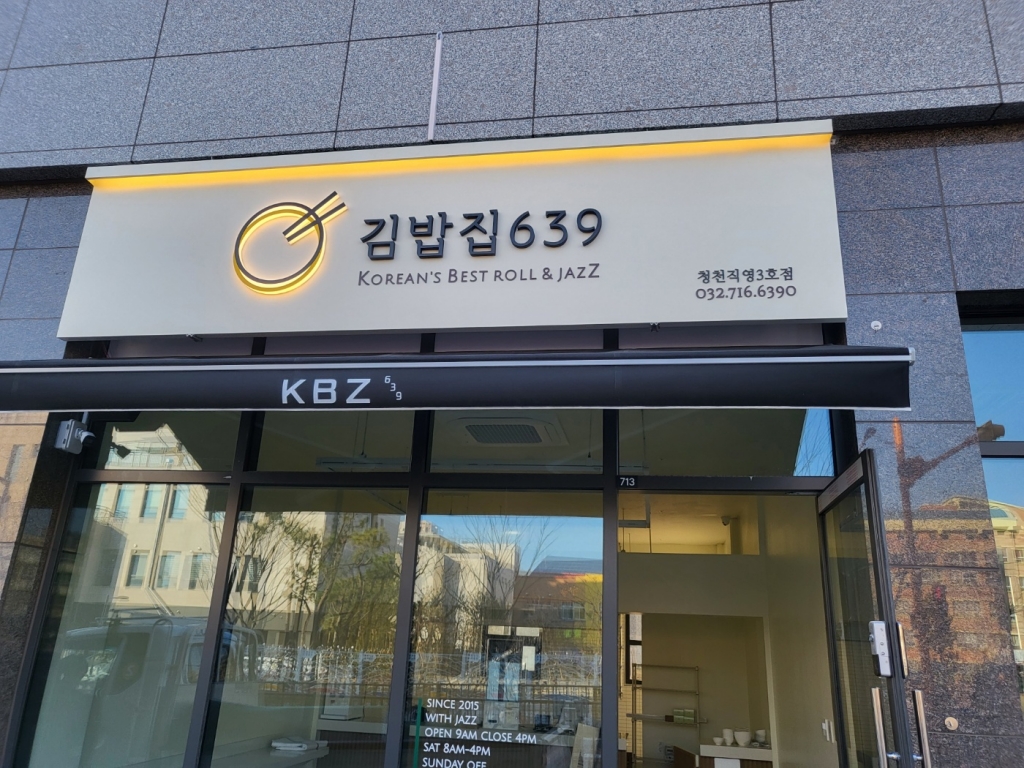 김밥집639
KOREAN'S BEST ROLL & JAZZ
청천직영3호점
032.716.6390
KBZ 639
713
SINCE 2015
WITH JAZZ
OPEN 9AM CLOSE 4PM
SAT 8AM-4PM
SUNDAY OFF